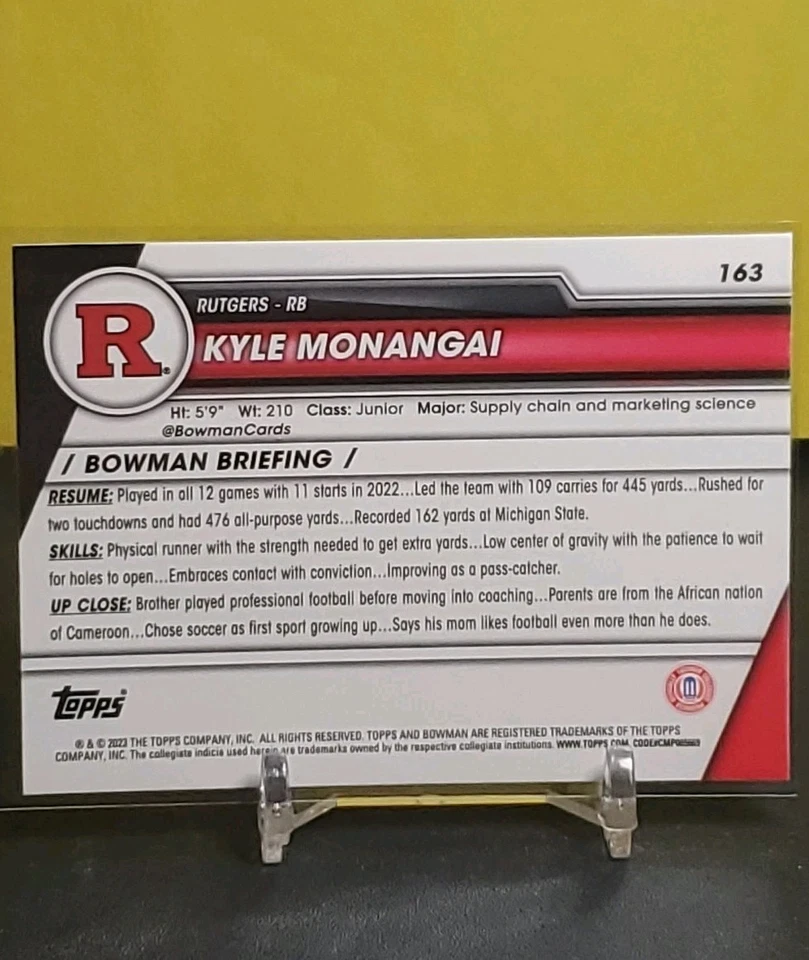 163
R
RUTGERS - RB
KYLE MONANGAI
Ht: 5'9" Wt: 210 Class: Junior Major: Supply chain and marketing science
@BowmanCards
/ BOWMAN BRIEFING /
RESUME: Played in all 12 games with 11 starts in 2022...Led the team with 109 carries for 445 yards...Rushed for
two touchdowns and had 476 all-purpose yards...Recorded 162 yards at Michigan State.
SKILLS: Physical runner with the strength needed to get extra yards...Low center of gravity with the patience to wait
for holes to open...Embraces contact with conviction...Improving as a pass-catcher.
UP CLOSE: Brother played professional football before moving into coaching...Parents are from the African nation
of Cameroon...Chose soccer as first sport growing up...Says his mom likes football even more than he does.
Topps
® & © 2023 THE TOPPS COMPANY, INC. ALL RIGHTS RESERVED. TOPPS AND BOWMAN ARE REGISTERED TRADEMARKS OF THE TOPPS
COMPANY, INC. The collegiate indicia used herein are trademarks owned by the respective collegiate institutions. WWW.TOPPS.COM